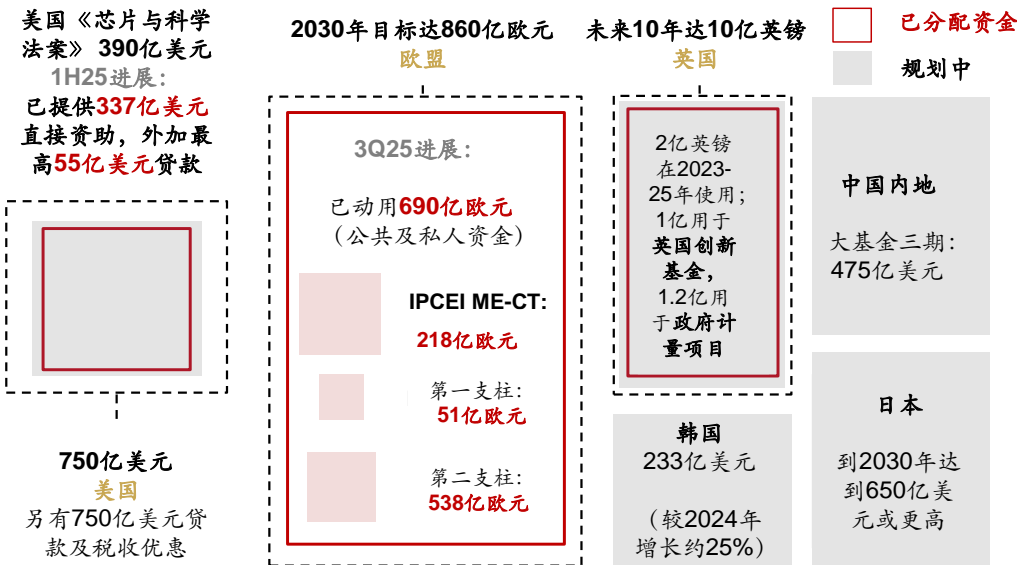 美国《芯片与科学
法案》 390亿美元
1H25进展：
已提供337亿美元
直接资助，外加最
高55亿美元贷款
750亿美元
美国
另有750亿美元贷
款及税收优惠
2030年目标达860亿欧元
欧盟
3Q25进展：
已动用690亿欧元
（公共及私人资金）
IPCEI ME-CT:
218亿欧元
第一支柱：
51亿欧元
第二支柱：
538亿欧元
未来10年达10亿英镑
英国
2亿英镑
在2023-
25年使用；
1亿用于
英国创新
基金，
1.2亿用
于政府计
量项目
韩国
233亿美元
（较2024年
增长约25%）
已分配资金
规划中
中国内地
大基金三期：
475亿美元
日本
到2030年达
到650亿美
元或更高